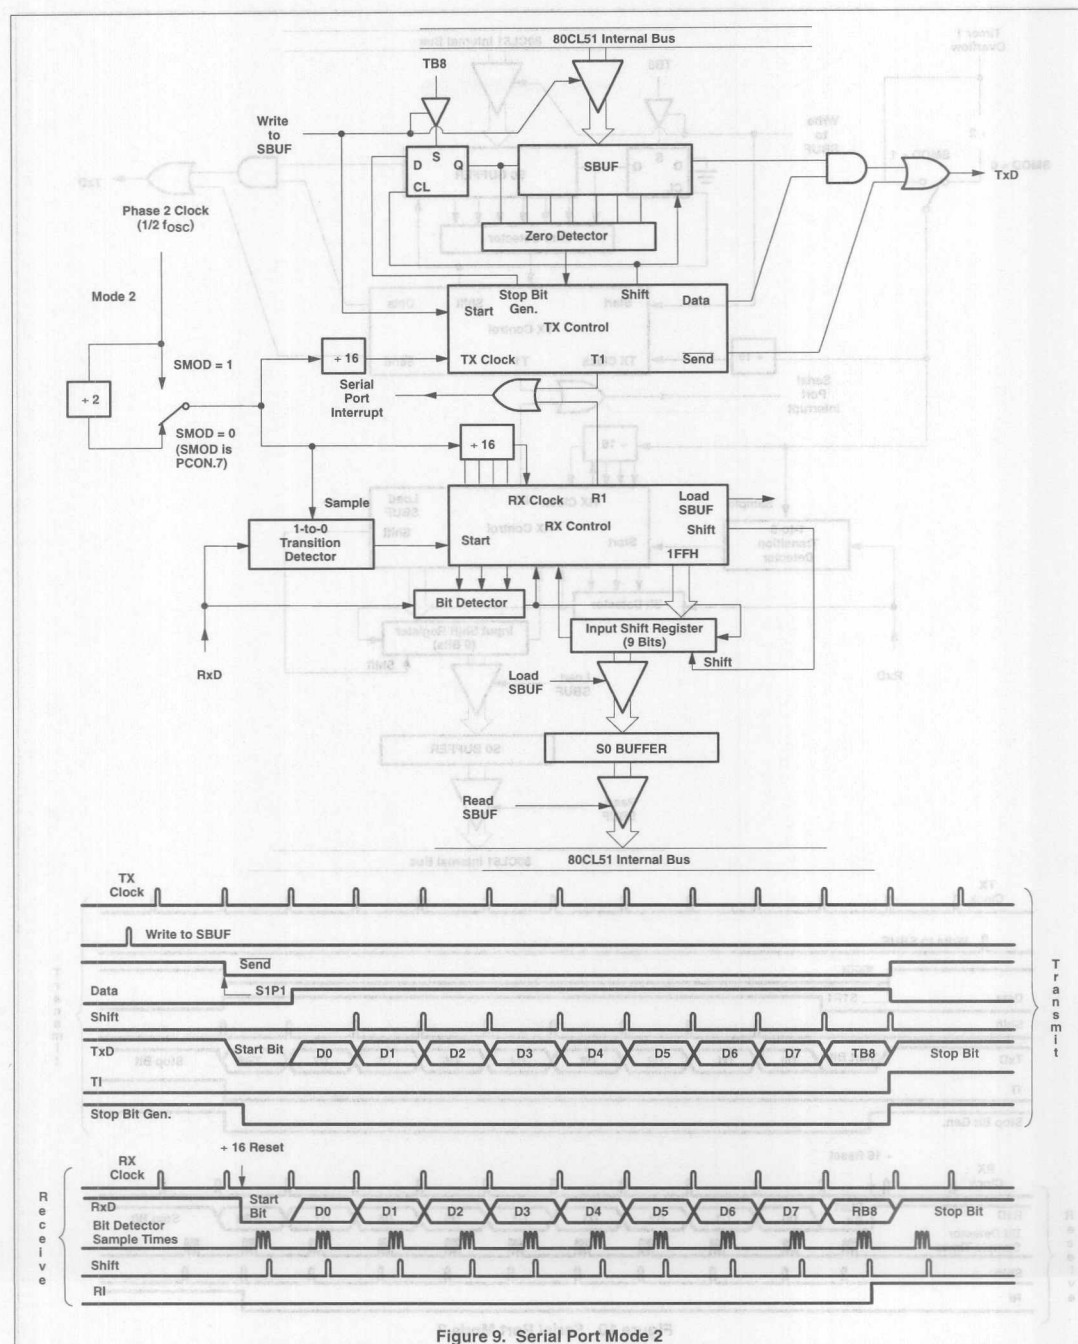 80CL51 Internal Bus
TB8
Write
to
SBUF
S
D
Q
CL
SBUF
TxD
Zero Detector
Phase 2 Clock
(1/2 fOSC)
Mode 2
Stop Bit
Gen.
Shift
Data
Start
TX Control
÷ 16
TX Clock
T1
Send
SMOD = 1
÷ 2
Serial
Port
Interrupt
SMOD = 0
(SMOD is
PCON.7)
÷ 16
Sample
RX Clock
R1
Load
SBUF
RX Control
Shift
1-to-0
Transition
Detector
Start
1FFH
Bit Detector
Input Shift Register
(9 Bits)
Shift
RxD
Load
SBUF
S0 BUFFER
Read
SBUF
80CL51 Internal Bus
TX
Clock
Write to SBUF
Send
S1P1
Data
Shift
TxD
Start Bit
D0
D1
D2
D3
D4
D5
D6
D7
TB8
Stop Bit
TI
Stop Bit Gen.
Transmit
÷ 16 Reset
RX
Clock
RxD
Start
Bit
D0
D1
D2
D3
D4
D5
D6
D7
RB8
Stop Bit
Bit Detector
Sample Times
Shift
RI
Receive
Figure 9. Serial Port Mode 2